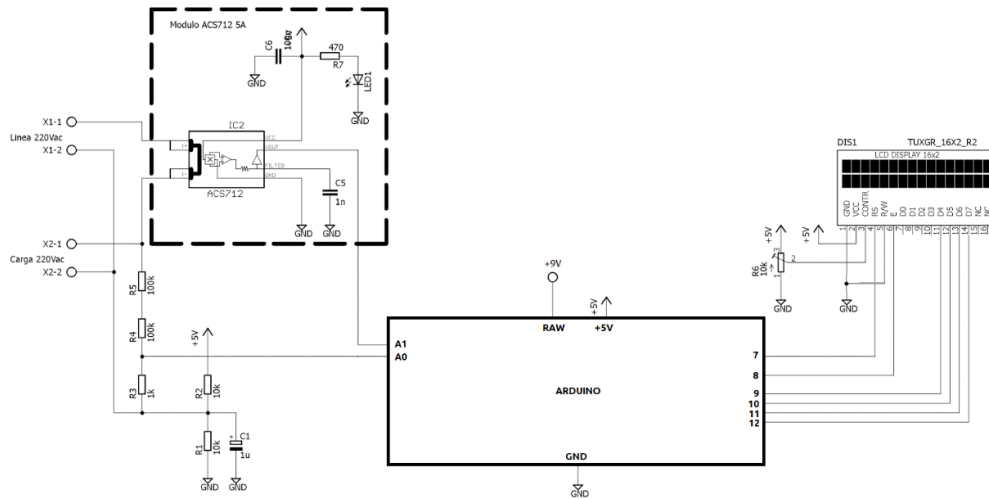 Modulo ACS712 5A
C6
100n
+5V
470
R7
LED1
GND
GND
X1-1
Linea 220Vac
X1-2
IC2
VCC
VOUT
FILTER
GND
ACS712
C5
1n
GND
GND
X2-1
Carga 220Vac
X2-2
R5
100k
R4
100k
R3
1k
+5V
R2
10k
R1
10k
C1
+
1u
GND
GND
+9V
+5V
RAW
+5V
A1
A0
ARDUINO
GND
GND
7
8
9
10
11
12
DIS1
TUXGR_16X2_R2
LCD DISPLAY 16x2
GND
VCC
CONTR
RS
R/W
E
D0
D1
D2
D3
D4
D5
D6
D7
NC
NC
1
2
3
4
5
6
7
8
9
10
11
12
13
14
15
16
+5V
+5V
R6
10k
3
2
1
GND
GND